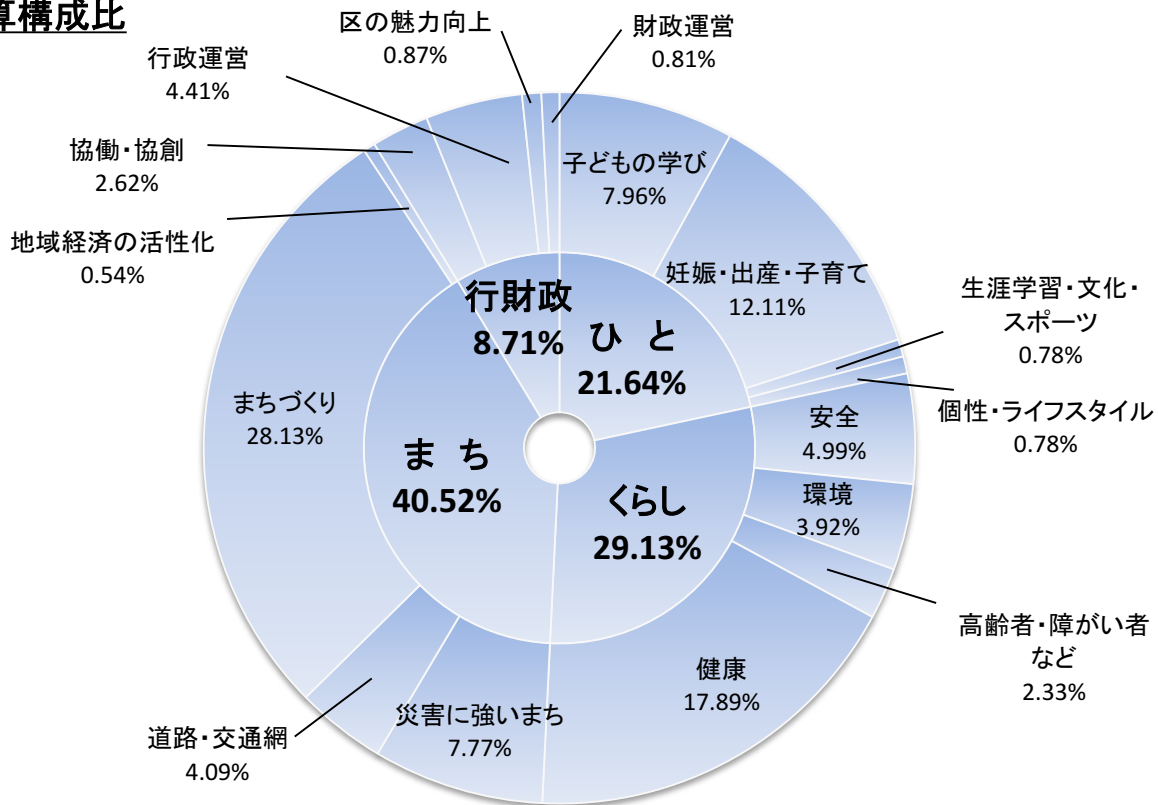 算構成比
区の魅力向上
0.87%
財政運営
0.81%
行政運営
4.41%
協働・協創
2.62%
地域経済の活性化
0.54%
子どもの学び
7.96%
妊娠・出産・子育て
12.11%
生涯学習・文化・
スポーツ
0.78%
個性・ライフスタイル
0.78%
安全
4.99%
環境
3.92%
高齢者・障がい者
など
2.33%
健康
17.89%
災害に強いまち
7.77%
道路・交通網
4.09%
まちづくり
28.13%
行財政
8.71%
ひ と
21.64%
くらし
29.13%
ま ち
40.52%